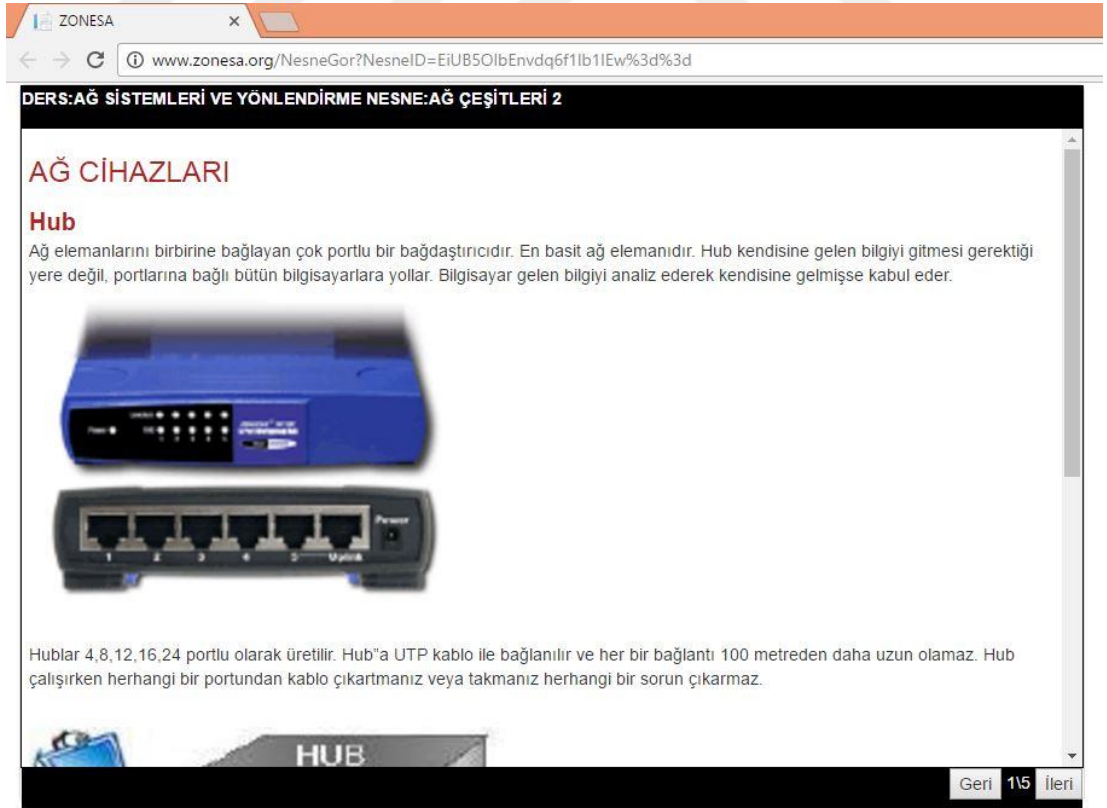 ZONESA
www.zonesa.org/NesneGor?NesneID=EiUB5OlbEnvdq6f1Ib1IEw%3d%3d
DERS:AĞ SİSTEMLERİ VE YÖNLENDİRME NESNE:AĞ ÇEŞİTLERİ 2
AĞ CİHAZLARI
Hub
Ağ elemanlarını birbirine bağlayan çok portlu bir bağdaştırıcıdır. En basit ağ elemanıdır. Hub kendisine gelen bilgiyi gitmesi gerektiği
yere değil, portlarına bağlı bütün bilgisayarlara yollar. Bilgisayar gelen bilgiyi analiz ederek kendisine gelmişse kabul eder.
Power
Power
1 2 3 4 5 Uplink
Hublar 4,8,12,16,24 portlu olarak üretilir. Hub"a UTP kablo ile bağlanılır ve her bir bağlantı 100 metreden daha uzun olamaz. Hub
çalışırken herhangi bir portundan kablo çıkartmanız veya takmanız herhangi bir sorun çıkarmaz.
HUB
Geri 1\5 İleri